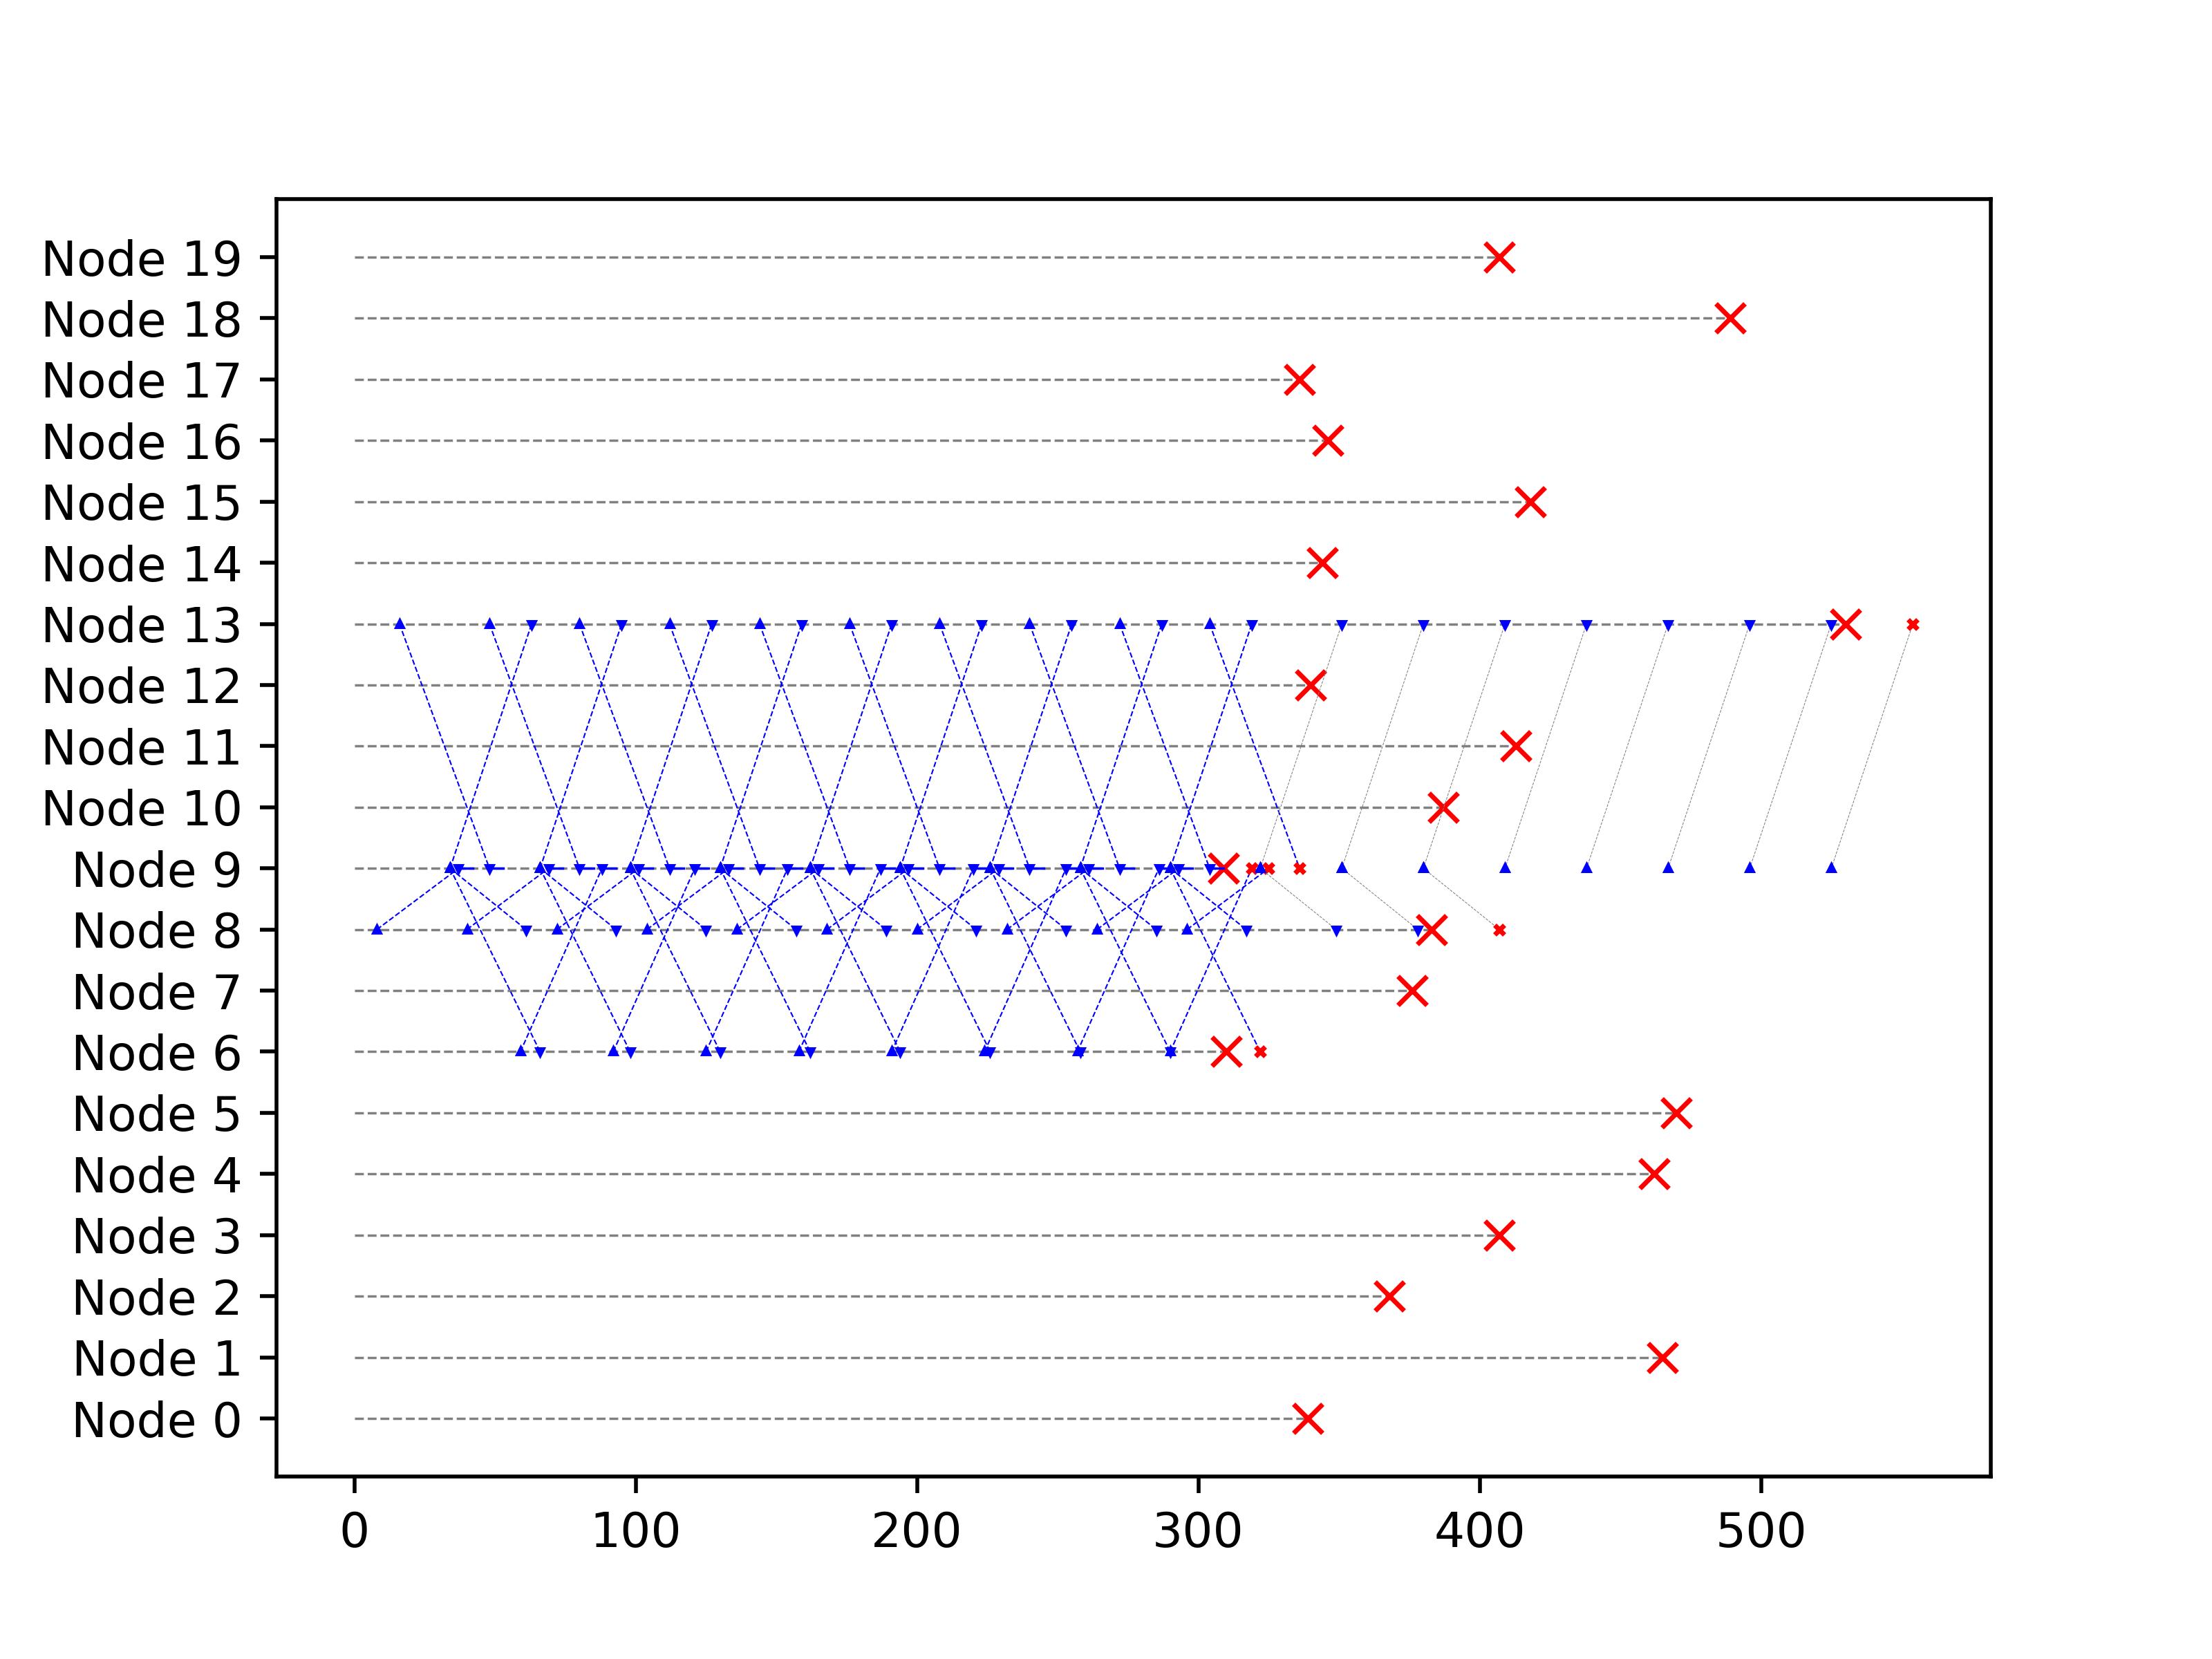 Node 19
Node 18
Node 17
Node 16
Node 15
Node 14
Node 13
Node 12
Node 11
Node 10
Node 9
Node 8
Node 7
Node 6
Node 5
Node 4
Node 3
Node 2
Node 1
Node 0
0 100 200 300 400 500